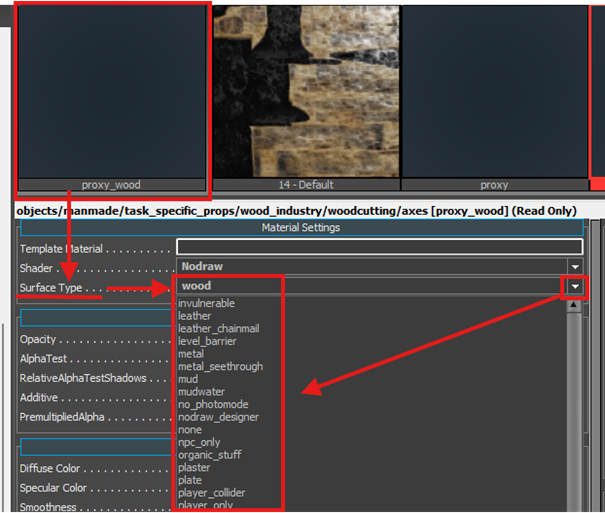 proxy_wood
14 - Default
proxy
objects/manmade/task_specific_props/wood_industry/woodcutting/axes [proxy_wood] (Read Only)
Material Settings
Template Material . . . . . . . . . .
Shader . . . . . . . . . . . . . . . . . . Nodraw
Surface Type . . . . . . . . . . . . . wood
invulnerable
leather
leather_chainmail
level_barrier
metal
metal_seethrough
mud
mudwater
no_photomode
nodraw_designer
none
npc_only
organic_stuff
plaster
plate
player_collider
player_only
Opacity . . . . . . . . . . . . . . . . .
AlphaTest . . . . . . . . . . . . . . .
RelativeAlphaTestShadows . . . .
Additive . . . . . . . . . . . . . . . . .
PremultipliedAlpha . . . . . . . . .
Diffuse Color . . . . . . . . . . . . .
Specular Color . . . . . . . . . . . .
Smoothness . . . . . . . . . . . . . .